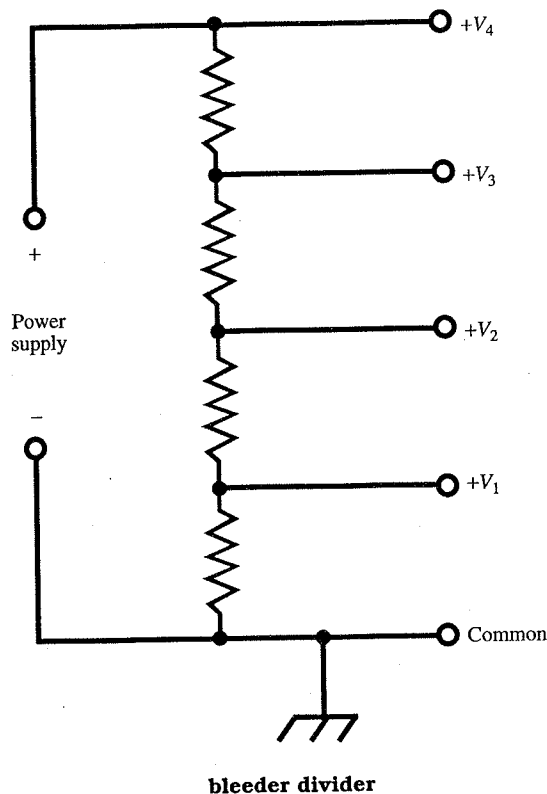 +V₄
+V₃
+
Power
supply
+V₂
−
+V₁
Common
bleeder divider